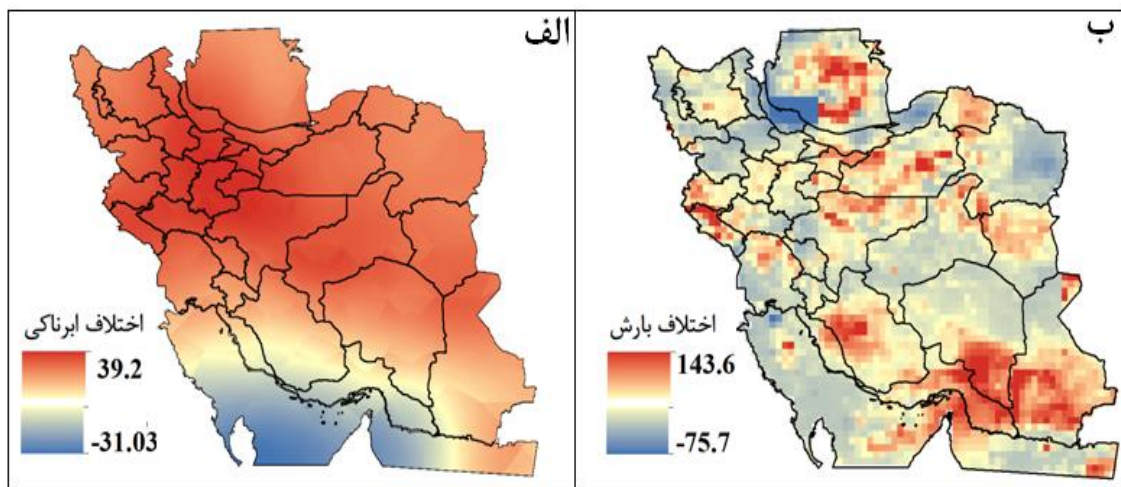 الف
اختلاف ابرناکی
39.2
-31.03
ب
اختلاف بارش
143.6
-75.7